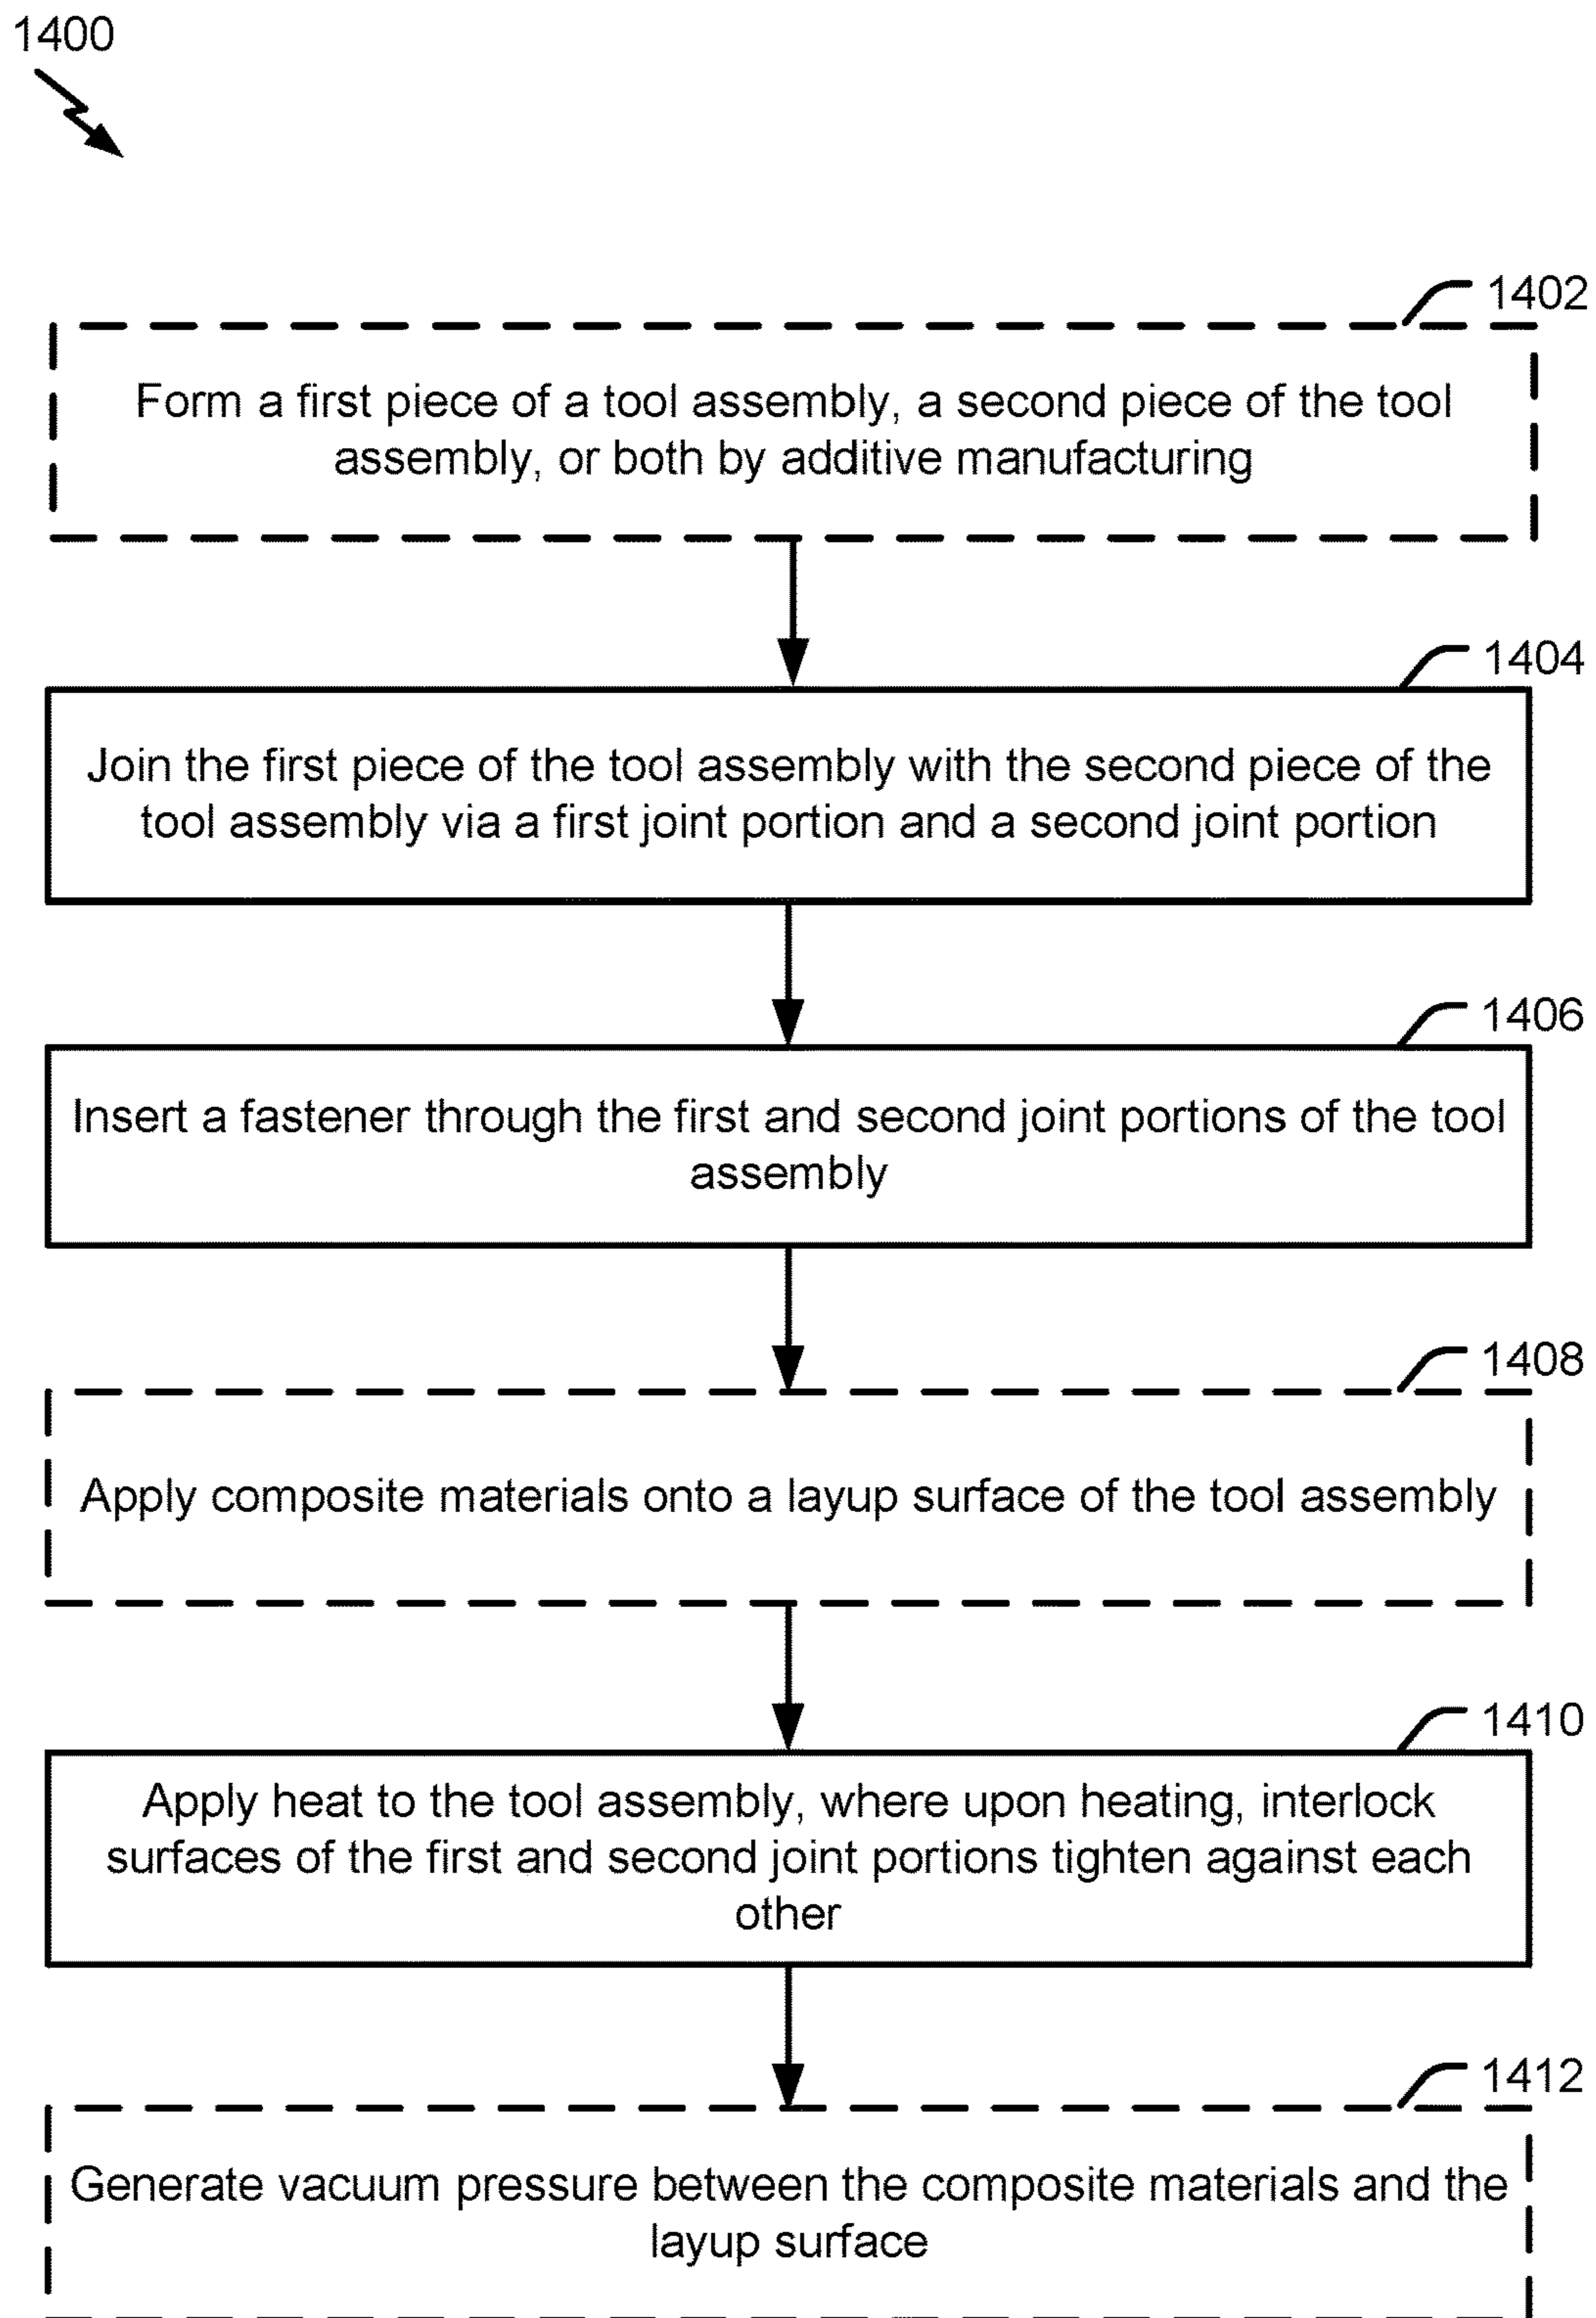 1400
1402
Form a first piece of a tool assembly, a second piece of the tool
assembly, or both by additive manufacturing
1404
Join the first piece of the tool assembly with the second piece of the
tool assembly via a first joint portion and a second joint portion
1406
Insert a fastener through the first and second joint portions of the tool
assembly
1408
Apply composite materials onto a layup surface of the tool assembly
1410
Apply heat to the tool assembly, where upon heating, interlock
surfaces of the first and second joint portions tighten against each
other
1412
Generate vacuum pressure between the composite materials and the
layup surface